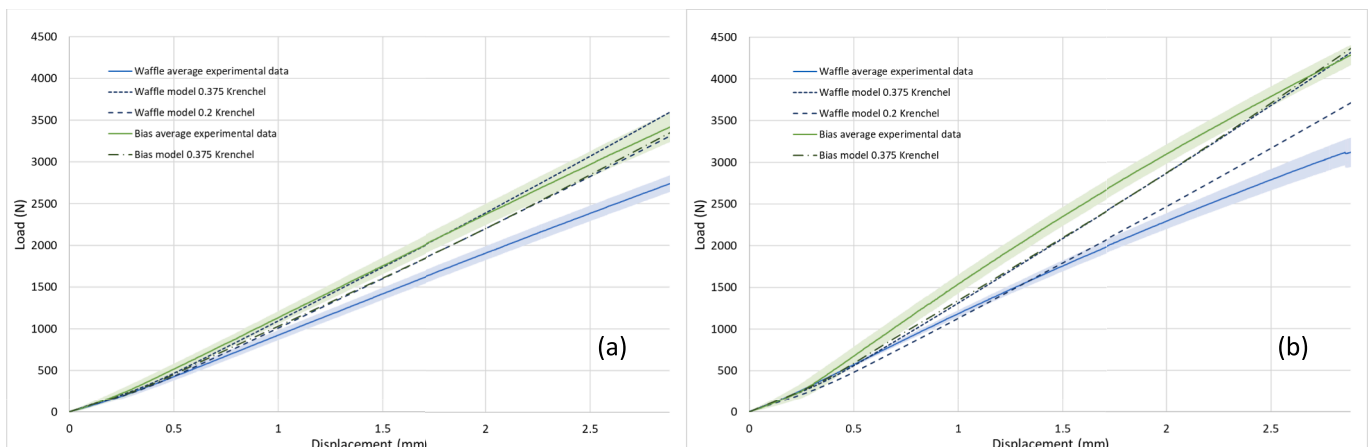 4500
4000
3500
3000
2500
2000
1500
1000
500
0
Load (N)
Waffle average experimental data
Waffle model 0.375 Krenchel
Waffle model 0.2 Krenchel
Bias average experimental data
Bias model 0.375 Krenchel
(a)
0 0.5 1 1.5 2 2.5
Displacement (mm)
4500
4000
3500
3000
2500
2000
1500
1000
500
0
Load (N)
Waffle average experimental data
Waffle model 0.375 Krenchel
Waffle model 0.2 Krenchel
Bias average experimental data
Bias model 0.375 Krenchel
(b)
0 0.5 1 1.5 2 2.5
Displacement (mm)